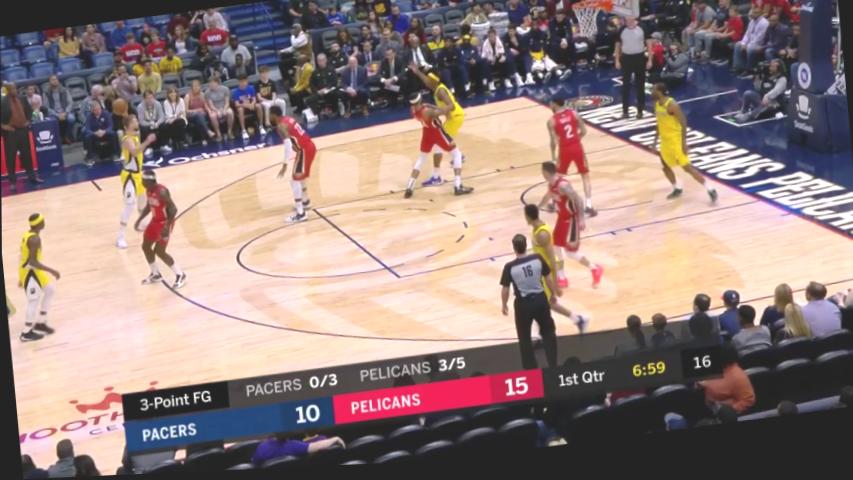 Ochsner
NEW ORLEANS PELICANS
2
16
3-Point FG PACERS 0/3 PELICANS 3/5
PACERS 10 PELICANS 15 1st Qtr 6:59 16